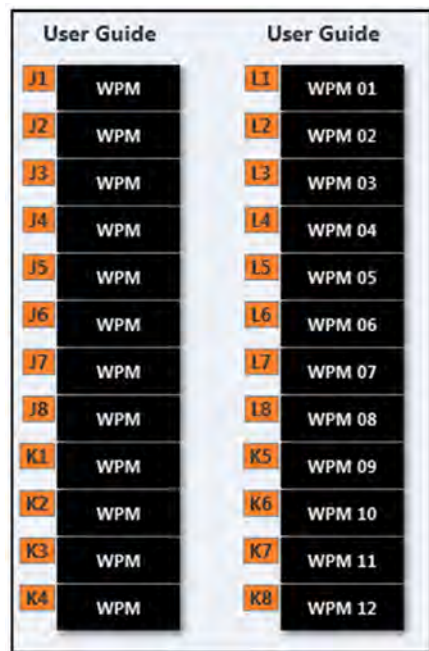 User Guide
J1 WPM
J2 WPM
J3 WPM
J4 WPM
J5 WPM
J6 WPM
J7 WPM
J8 WPM
K1 WPM
K2 WPM
K3 WPM
K4 WPM
User Guide
L1 WPM 01
L2 WPM 02
L3 WPM 03
L4 WPM 04
L5 WPM 05
L6 WPM 06
L7 WPM 07
L8 WPM 08
K5 WPM 09
K6 WPM 10
K7 WPM 11
K8 WPM 12